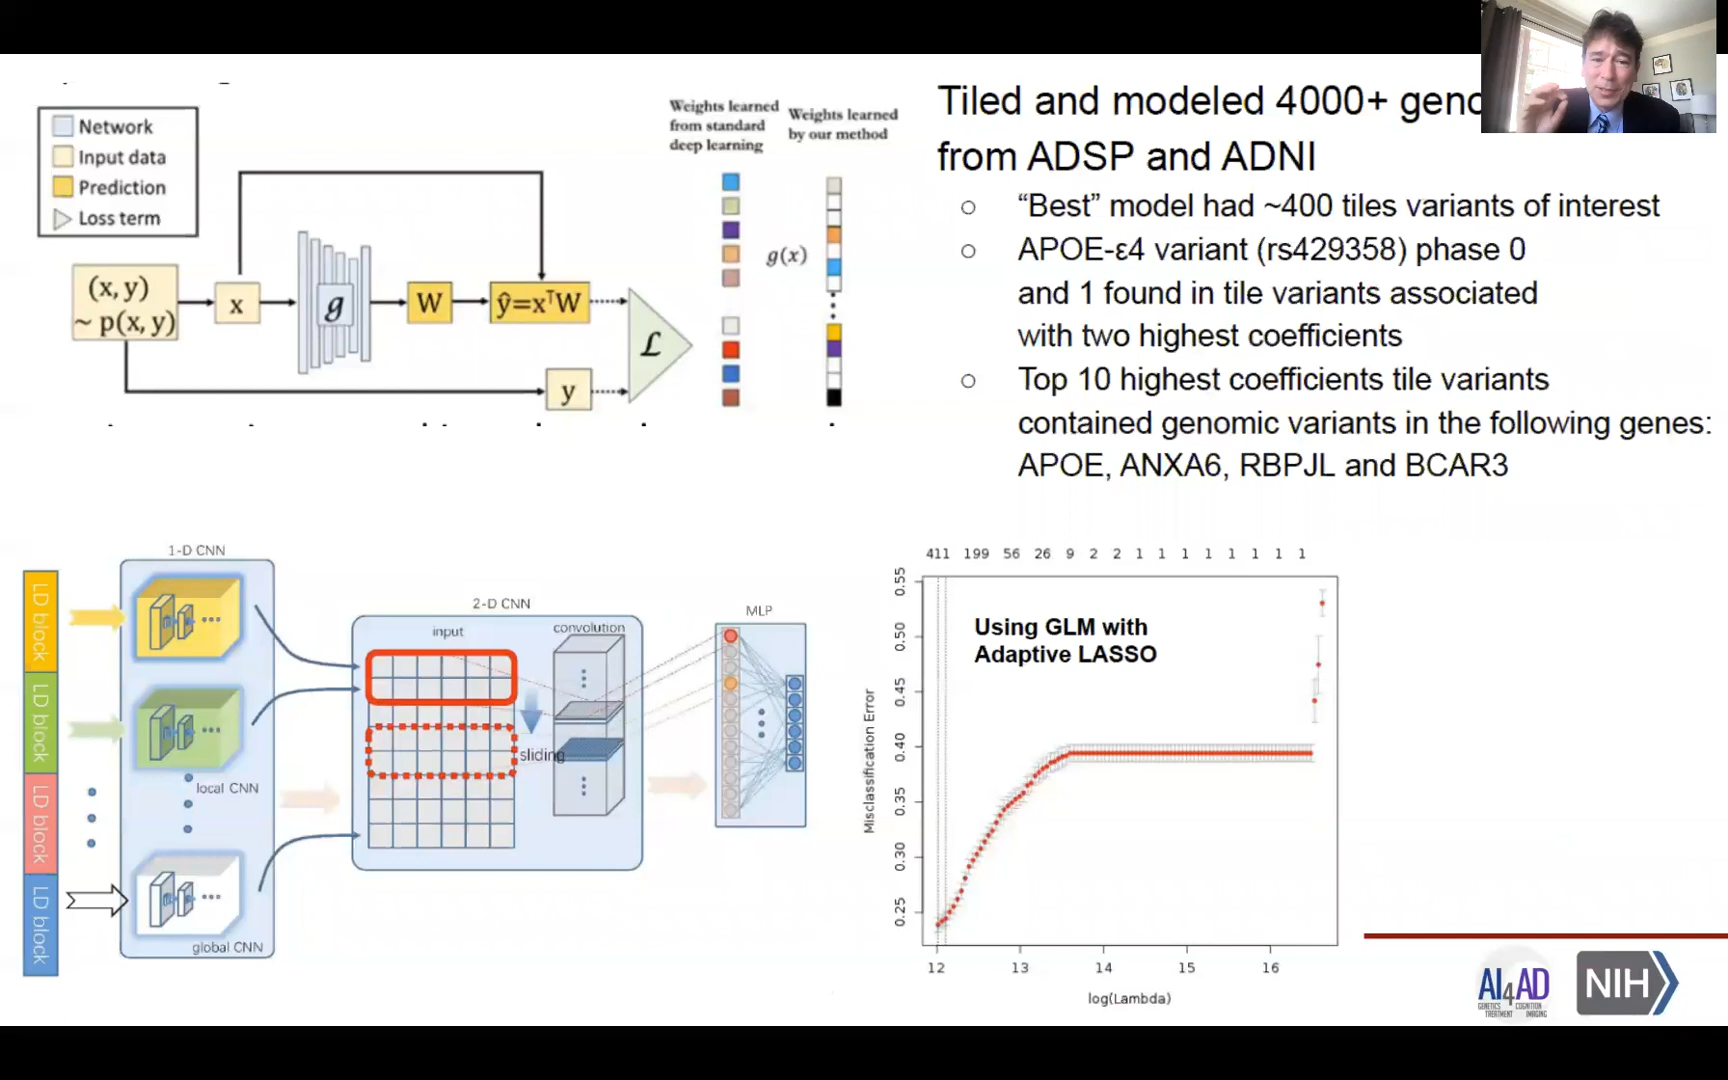 Network
Input data
Prediction
Loss term
(x, y)
~ p(x, y)
x
g
W
ŷ=xᵀW
ℒ
y
Weights learned
from standard
deep learning
Weights learned
by our method
g(x)
Tiled and modeled 4000+
from ADSP and ADNI
“Best” model had ~400 tiles variants of interest
APOE-ε4 variant (rs429358) phase 0
and 1 found in tile variants associated
with two highest coefficients
Top 10 highest coefficients tile variants
contained genomic variants in the following genes:
APOE, ANXA6, RBPJL and BCAR3
LD block
LD block
LD block
LD block
1-D CNN
local CNN
global CNN
2-D CNN
input
convolution
sliding
MLP
411 199 56 26 9 2 2 1 1 1 1 1 1 1 1
Using GLM with
Adaptive LASSO
Misclassification Error
0.55
0.50
0.45
0.40
0.35
0.30
0.25
12 13 14 15 16
log(Lambda)
AI4AD
GENETICS COGNITION
TREATMENT IMAGING
NIH